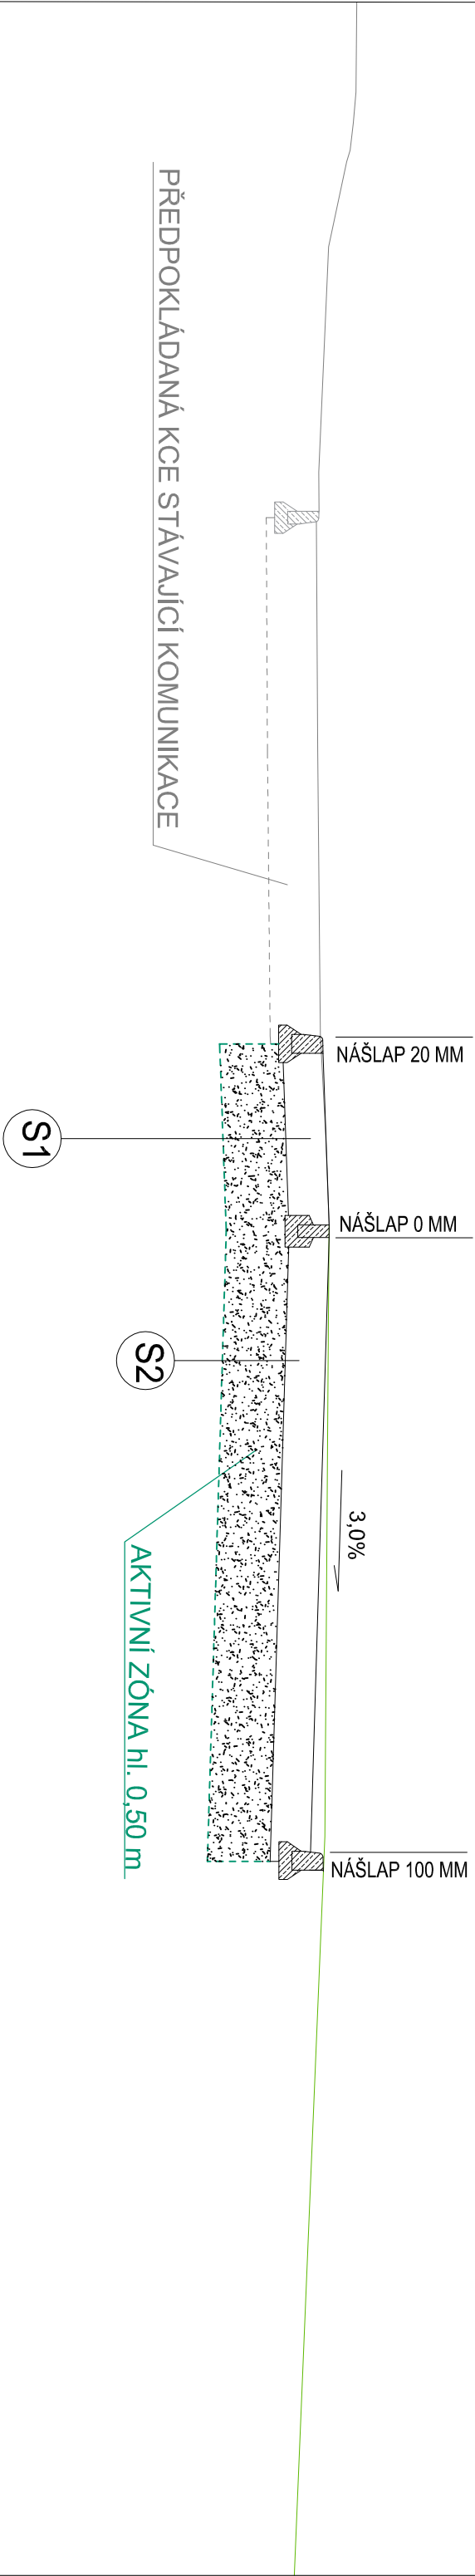 PŘEDPOKLÁDANÁ KCE STÁVAJÍCÍ KOMUNIKACE
NÁŠLAP 20 MM
S1
NÁŠLAP 0 MM
S2
3,0%
AKTIVNÍ ZÓNA hl. 0,50 m
NÁŠLAP 100 MM